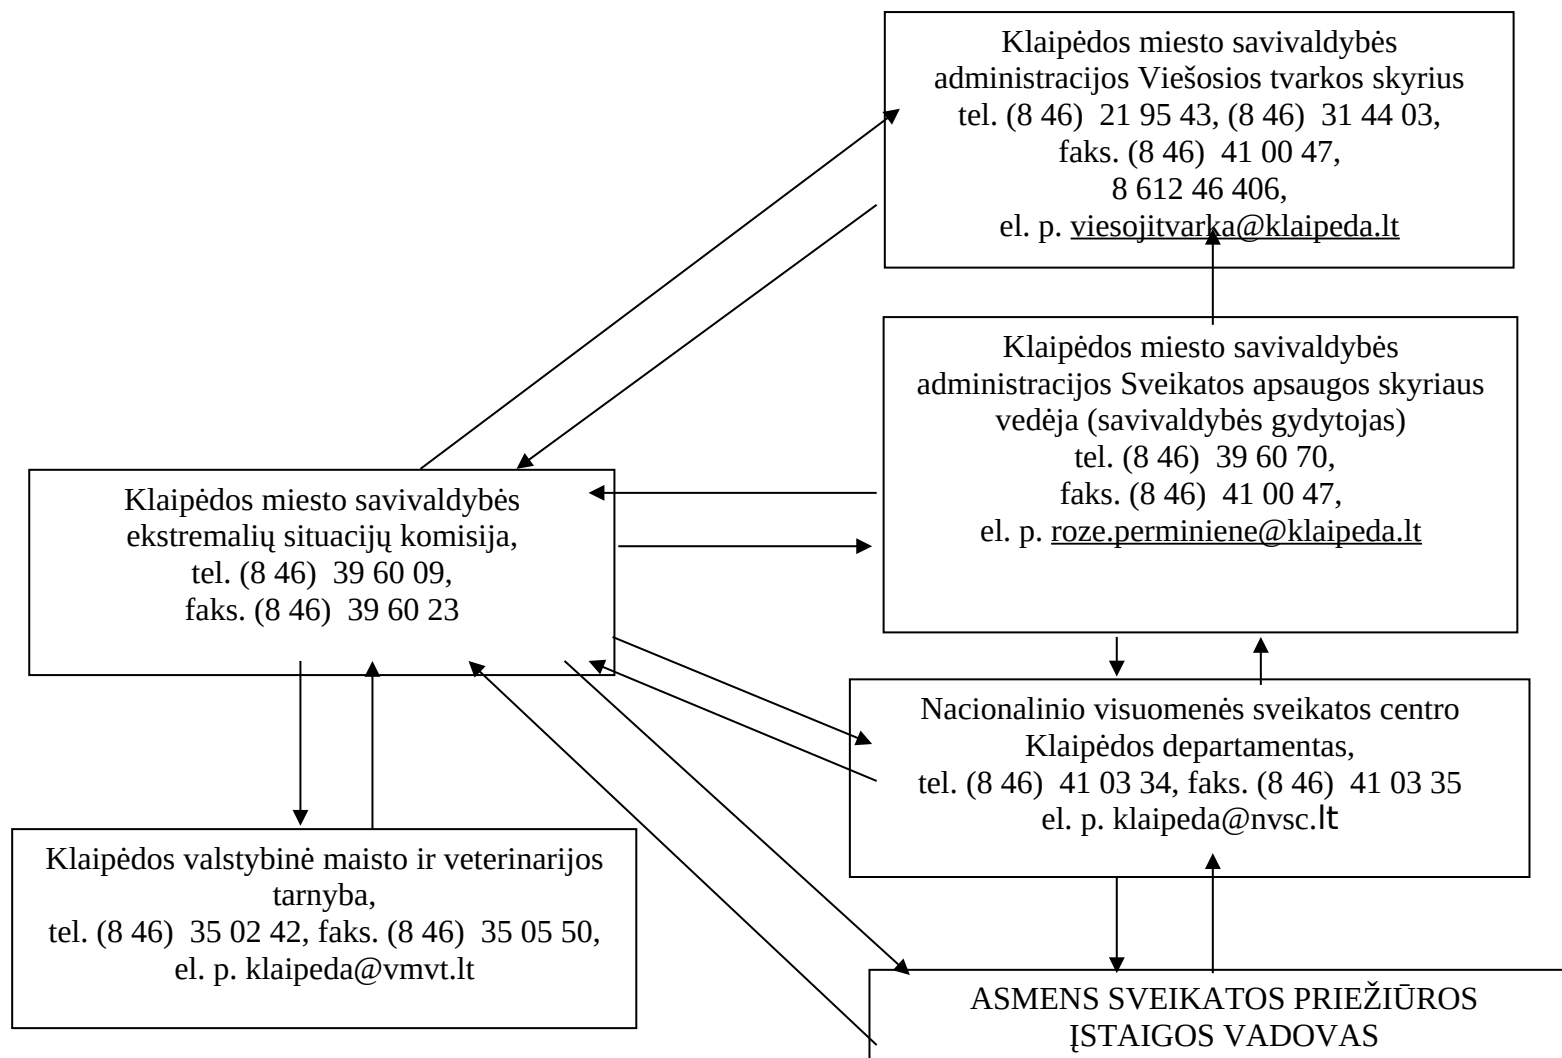 Klaipėdos miesto savivaldybės
administracijos Viešosios tvarkos skyrius
tel. (8 46)  21 95 43, (8 46)  31 44 03,
faks. (8 46)  41 00 47,
8 612 46 406,
el. p. viesojitvarka@klaipeda.lt
Klaipėdos miesto savivaldybės
administracijos Sveikatos apsaugos skyriaus
vedėja (savivaldybės gydytojas)
tel. (8 46)  39 60 70,
faks. (8 46)  41 00 47,
el. p. roze.perminiene@klaipeda.lt
Klaipėdos miesto savivaldybės
ekstremalių situacijų komisija,
tel. (8 46)  39 60 09,
faks. (8 46)  39 60 23
Nacionalinio visuomenės sveikatos centro
Klaipėdos departamentas,
tel. (8 46)  41 03 34, faks. (8 46)  41 03 35
el. p. klaipeda@nvsc.lt
Klaipėdos valstybinė maisto ir veterinarijos
tarnyba,
tel. (8 46)  35 02 42, faks. (8 46)  35 05 50,
el. p. klaipeda@vmvt.lt
ASMENS SVEIKATOS PRIEŽIŪROS
ĮSTAIGOS VADOVAS